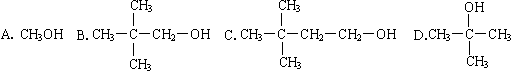 CH₃ CH₃ OH
A. CH₃OH B. CH₃—C—CH₂—OH C. CH₃—C—CH₂—CH₂—OH D. CH₃—C—CH₃
CH₃ CH₃ CH₃